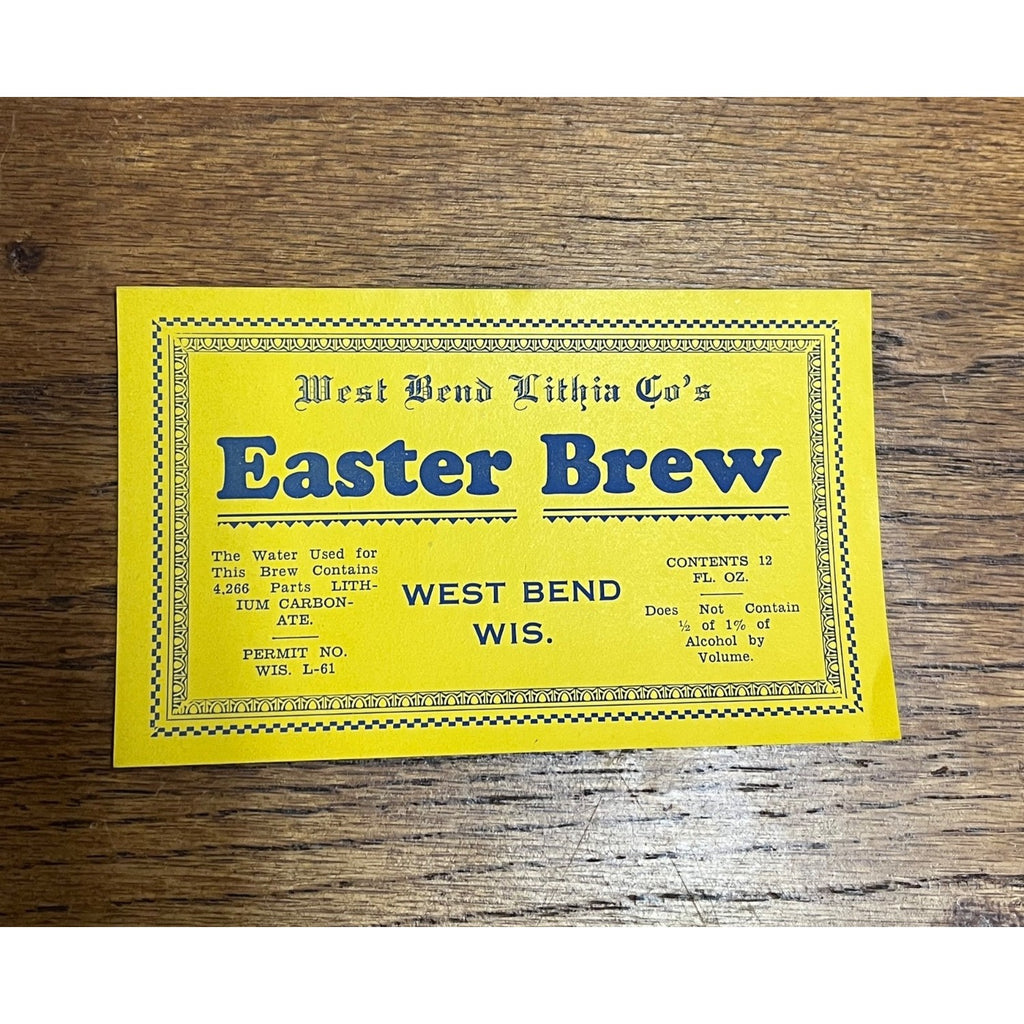 West Bend Lithia Co's
Easter Brew
The Water Used for
This Brew Contains
4,266 Parts LITH-
IUM CARBON-
ATE.
PERMIT NO.
WIS. L-61
WEST BEND
WIS.
CONTENTS 12
FL. OZ.
Does Not Contain
½ of 1% of
Alcohol by
Volume.